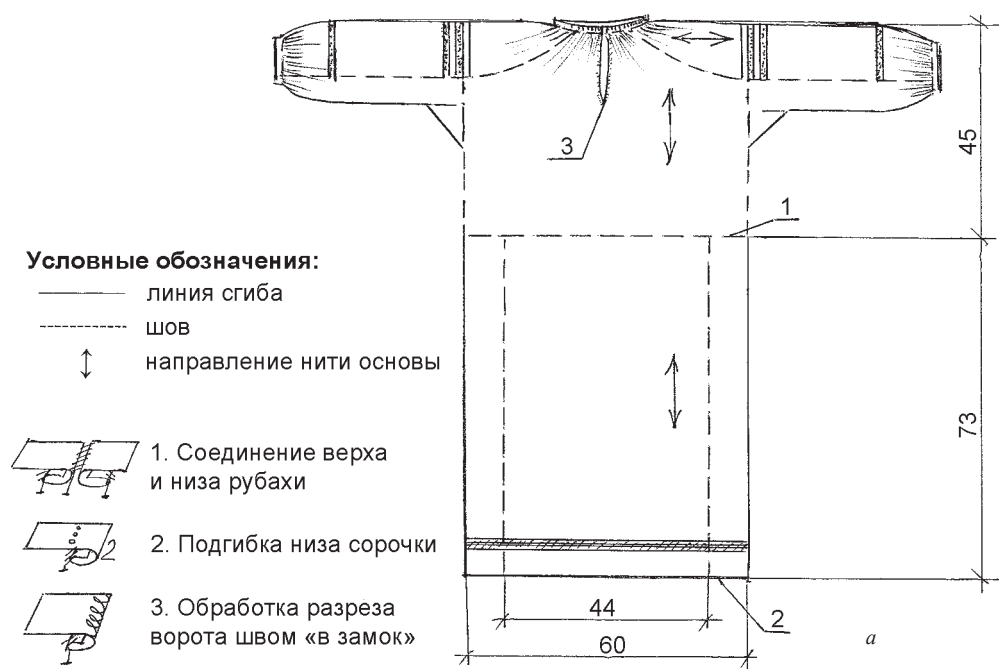 3
45
1
Условные обозначения:
линия сгиба
шов
направление нити основы
73
1. Соединение верха
и низа рубахи
2. Подгибка низа сорочки
3. Обработка разреза
ворота швом «в замок»
44
2
60
а